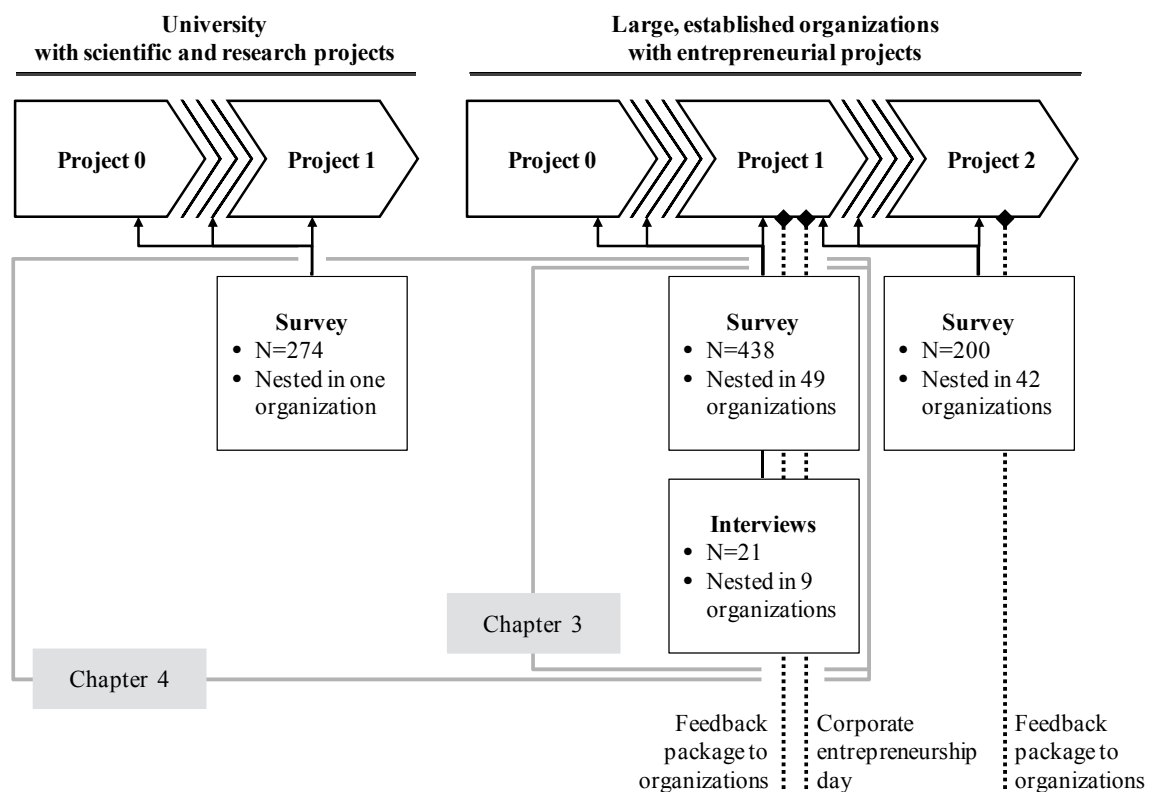 University
with scientific and research projects
Large, established organizations
with entrepreneurial projects
Project 0
Project 1
Project 0
Project 1
Project 2
Survey
• N=274
• Nested in one
organization
Survey
• N=438
• Nested in 49
organizations
Survey
• N=200
• Nested in 42
organizations
Interviews
• N=21
• Nested in 9
organizations
Chapter 3
Chapter 4
Feedback
package to
organizations
Corporate
entrepreneurship
day
Feedback
package to
organizations